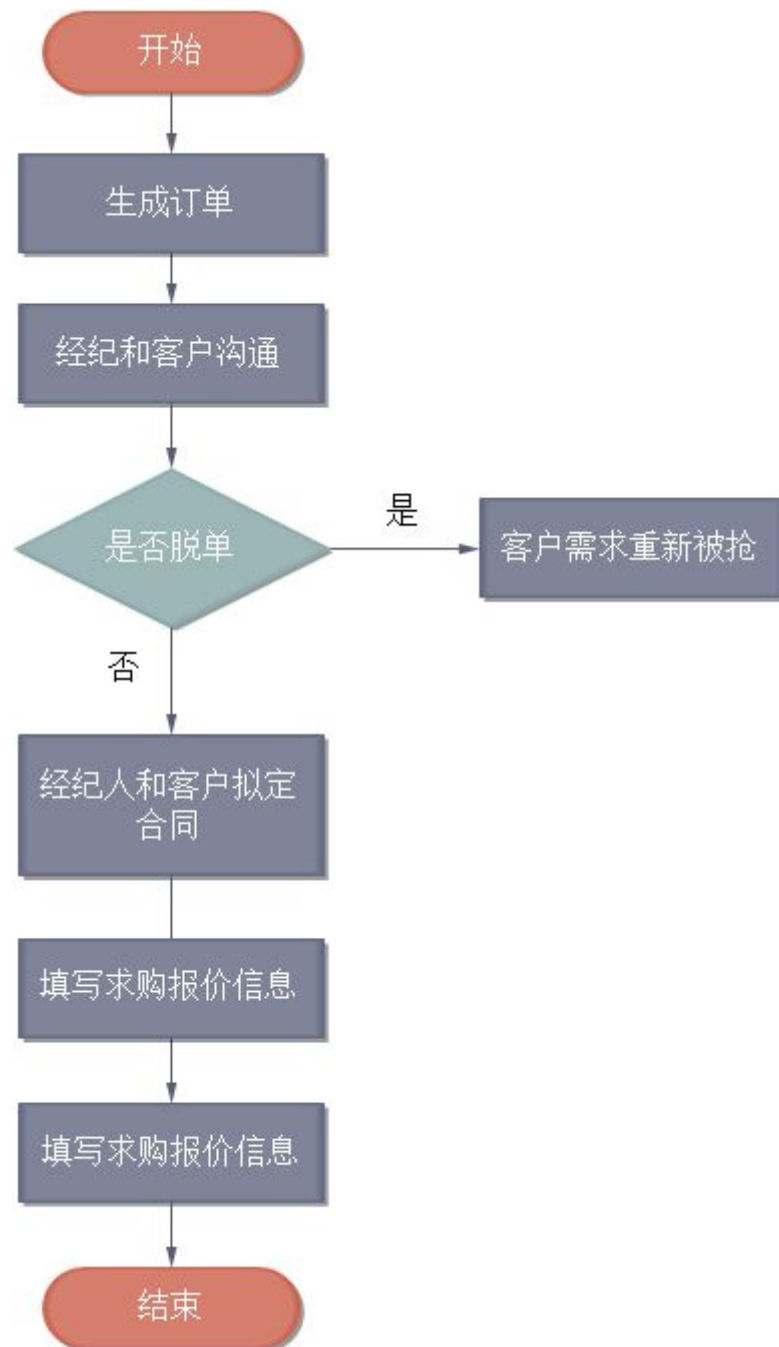 开始
生成订单
经纪和客户沟通
是否脱单
是
客户需求重新被抢
否
经纪人和客户拟定
合同
填写求购报价信息
填写求购报价信息
结束